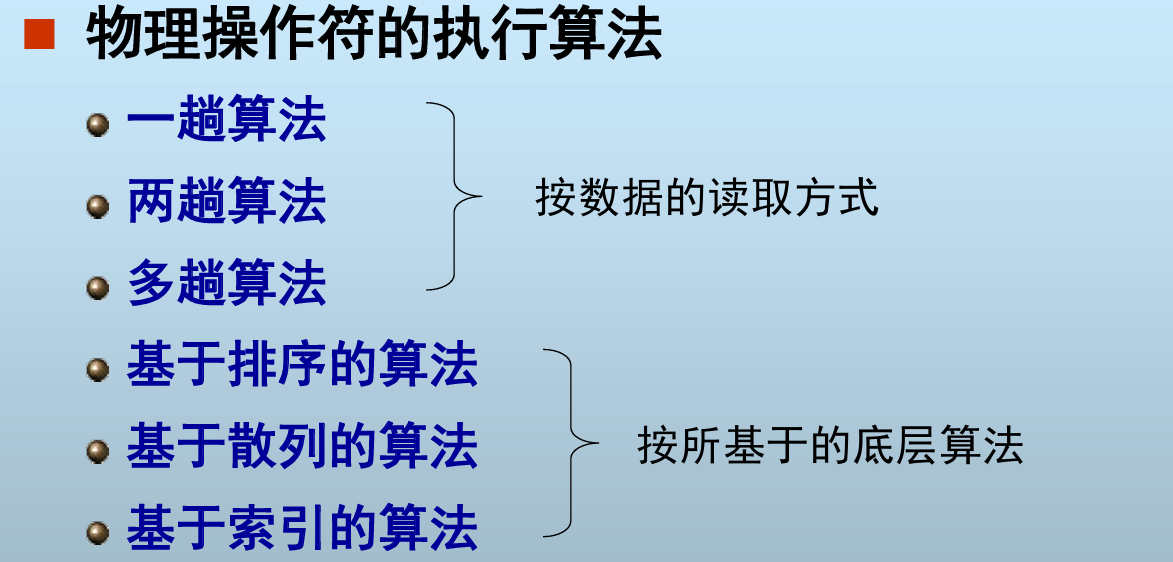 物理操作符的执行算法
一趟算法
两趟算法
按数据的读取方式
多趟算法
基于排序的算法
基于散列的算法
按所基于的底层算法
基于索引的算法